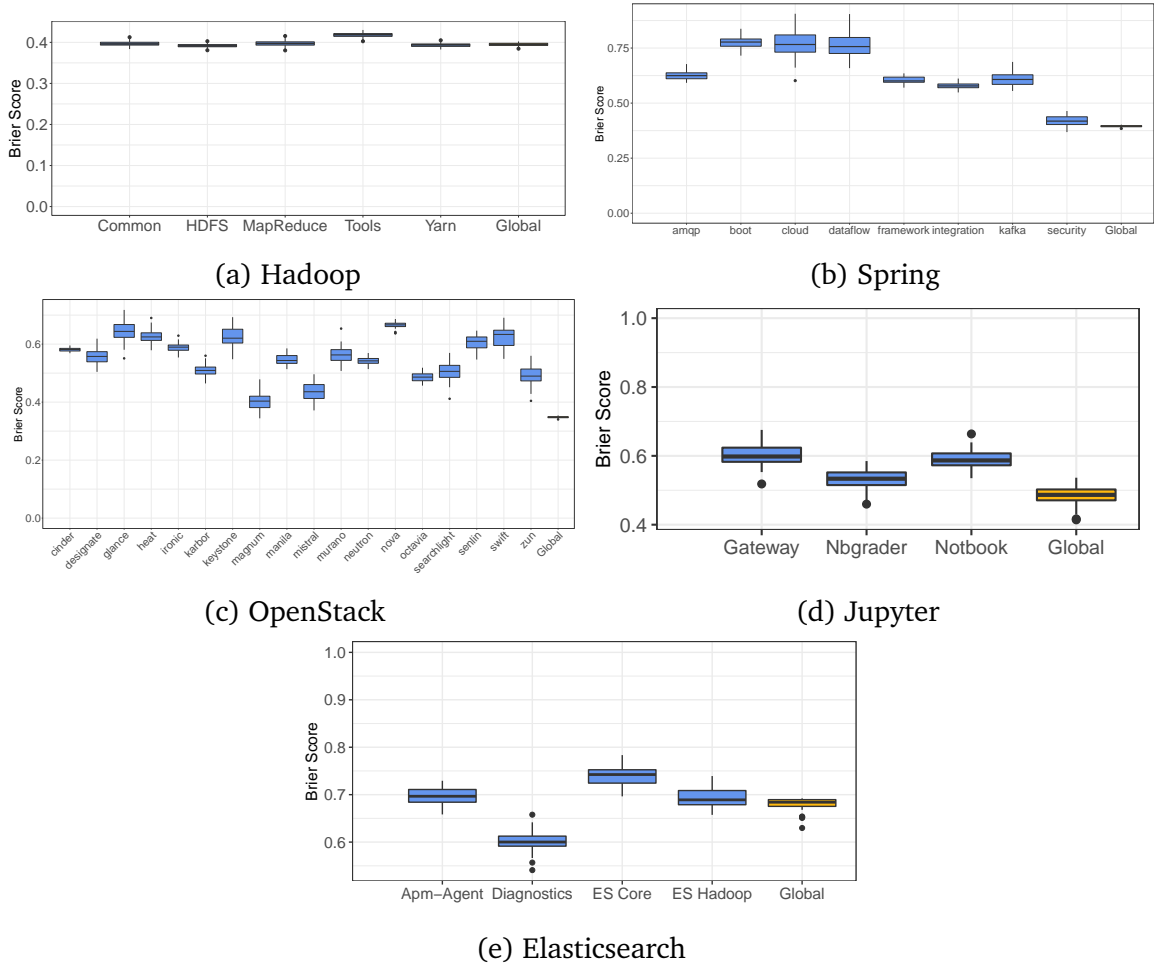 Brier Score
0.4
0.3
0.2
0.1
0.0
Common HDFS MapReduce Tools Yarn Global
(a) Hadoop
Brier Score
0.75
0.50
0.25
0.00
amqp boot cloud dataflow framework integration kafka security Global
(b) Spring
Brier Score
0.6
0.4
0.2
0.0
cinder designate glance heat ironic karbor keystone magnum manila mistral murano neutron nova octavia searchlight senlin swift zun Global
(c) OpenStack
Brier Score
1.0
0.8
0.6
0.4
Gateway Nbgrader Notbook Global
(d) Jupyter
Brier Score
1.0
0.9
0.8
0.7
0.6
Apm-Agent Diagnostics ES Core ES Hadoop Global
(e) Elasticsearch